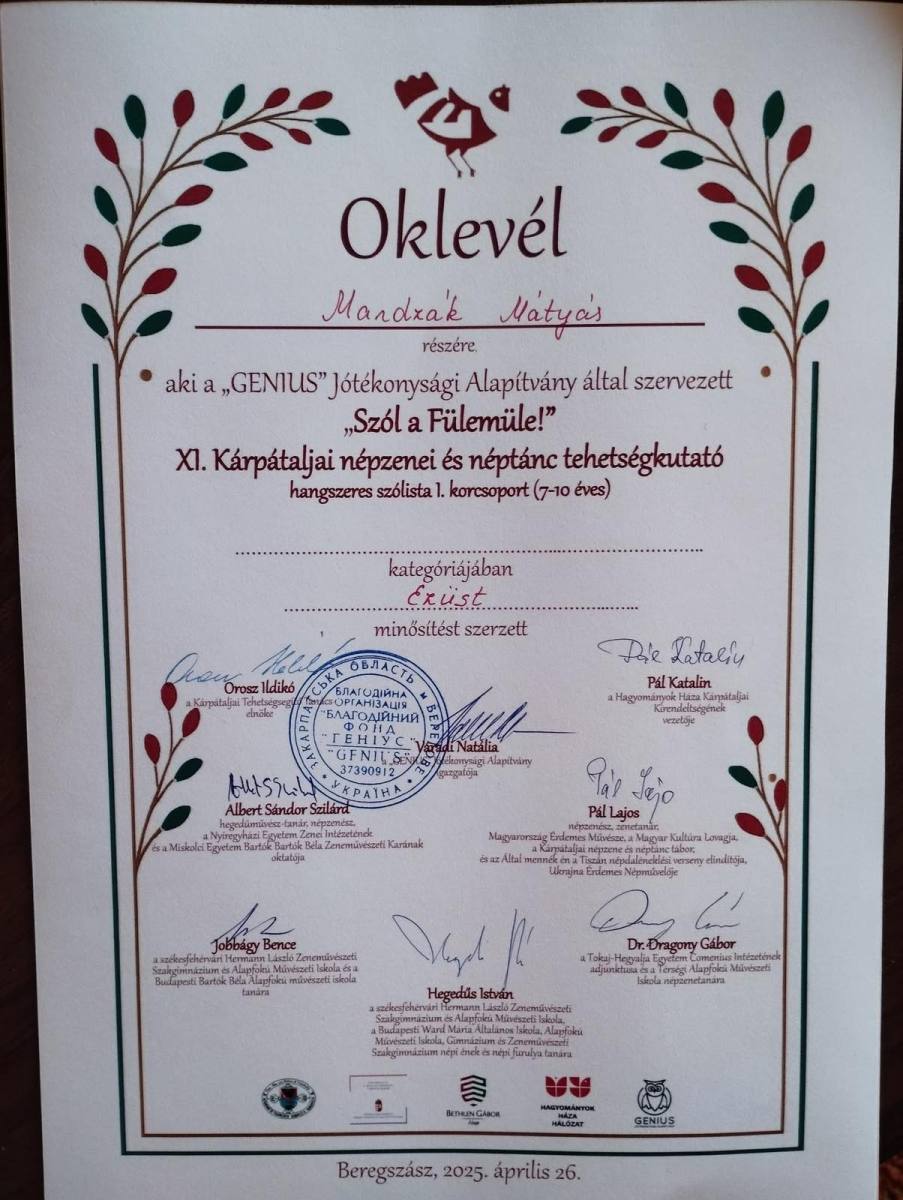 Oklevél
Mandzák Mátyás
részére,
aki a „GENIUS” Jótékonysági Alapítvány által szervezett
„Szól a Fülemüle!”
XI. Kárpátaljai népzenei és néptánc tehetségkutató
hangszeres szólista I. korcsoport (7-10 éves)
kategóriájában
Ezüst
minősítést szerzett
Orosz Ildikó
a Kárpátaljai Tehetségsegítő Tanács
elnöke
Pál Katalin
Pál Katalin
a Hagyományok Háza Kárpátaljai
Kirendeltségének
vezetője
ЗАКАРПАТСЬКА ОБЛАСТЬ * м БЕРЕГОВЕ *
УКРАЇНА
БЛАГОДІЙНА
ОРГАНІЗАЦІЯ
"БЛАГОДІЙНИЙ
ФОНД
"ГЕНІУС"
"GENIUS"
37390912
Váradi Natália
a „GENIUS” Jótékonysági Alapítvány
igazgatója
Albert Sándor Szilárd
hegedűművész-tanár, népzenész,
a Nyíregyházi Egyetem Zenei Intézetének
és a Miskolci Egyetem Bartók Bartók Béla Zeneművészeti Karának
oktatója
Pál Lajos
Pál Lajos
népzenész, zenetanár,
Magyarország Érdemes Művésze, a Magyar Kultúra Lovagja,
a Kárpátaljai népzene és néptánc tábor,
és az Által mennék én a Tiszán népdaléneklési verseny elindítója,
Ukrajna Érdemes Népművelője
Jobbágy Bence
a székesfehérvári Hermann László Zeneművészeti
Szakgimnázium és Alapfokú Művészeti Iskola és a
Budapesti Bartók Béla Alapfokú művészeti iskola
tanára
Hegedűs István
a székesfehérvári Hermann László Zeneművészeti
Szakgimnázium és Alapfokú Művészeti Iskola,
a Budapesti Ward Mária Általános Iskola, Alapfokú
Művészeti Iskola, Gimnázium és Zeneművészeti
Szakgimnázium népi ének és népi furulya tanára
Dr. Dragony Gábor
a Tokaj-Hegyalja Egyetem Comenius Intézetének
adjunktusa és a Térségi Alapfokú Művészeti
Iskola népzenetanára
BETHLEN GÁBOR
Alap
HAGYOMÁNYOK
HÁZA
HÁLÓZAT
GENIUS
Beregszász, 2025. április 26.